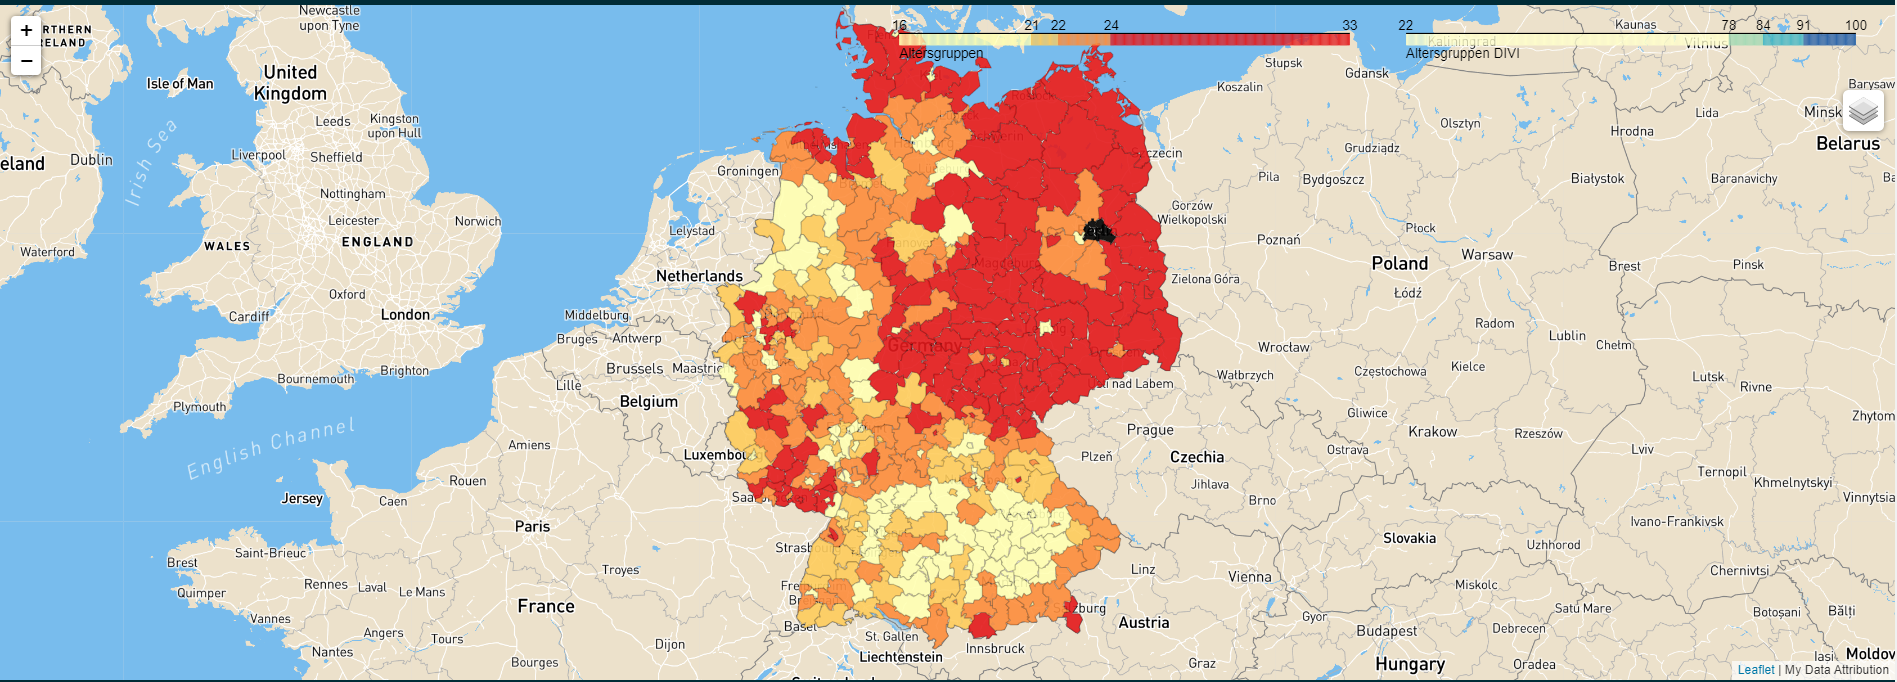 Newcastle
upon Tyne
+
−
RTHERN
RELAND
16
21
22
24
33
22
78
84
91
100
Altersgruppen
Altersgruppen DIVI
Kaunas
Kaliningrad
Vilnius
Isle of Man
United
Kingdom
Słupsk
Gdansk
Koszalin
Barysaw
Leeds
Kingston
upon Hull
Olsztyn
Lida
Minsk
Hrodna
Belarus
Irish Sea
eland
Dublin
Liverpool
Sheffield
Groningen
Grudziądz
Pila
Bydgoszcz
Białystok
Baranavichy
Ba
Nottingham
Leicester
Norwich
Lelystad
Gorzów
Wielkopolski
Płock
WALES
ENGLAND
Waterford
Poznań
Warsaw
Brest
Pinsk
Netherlands
Magdeburg
Poland
Zielona Góra
Łódź
Oxford
Cardiff
London
Middelburg
Radom
Lublin
Chelm
Bruges
Antwerp
Germany
Wrocław
Brussels
Maastric
Lille
Bournemouth
Brighton
Belgium
Ústí nad Labem
Wałbrzych
Częstochowa
Kielce
Lutsk
Rivne
Plymouth
Gliwice
Krakow
Rzeszów
Zhytom
English Channel
Amiens
Prague
Plzeň
Czechia
Ostrava
Lviv
Ternopil
Luxembou
Jersey
Caen
Rouen
Jihlava
Brno
Khmelnytskyi
Vinnytsia
Paris
Ivano-Frankivsk
Saint-Brieuc
Brest
Strasb
Slovakia
Uzhhorod
Rennes
Laval
Le Mans
Troyes
Linz
Vienna
Chernivtsi
Quimper
Miskolc
Vannes
France
Salzburg
Austria
Gyor
Budapest
Debrecen
Satu Mare
Botoșani
Bălți
Angers
Tours
Nantes
Dijon
Basel
St. Gallen
Liechtenstein
Innsbruck
Bourges
Graz
Hungary
Oradea
Iasi
Moldov
Leaflet | My Data Attribution